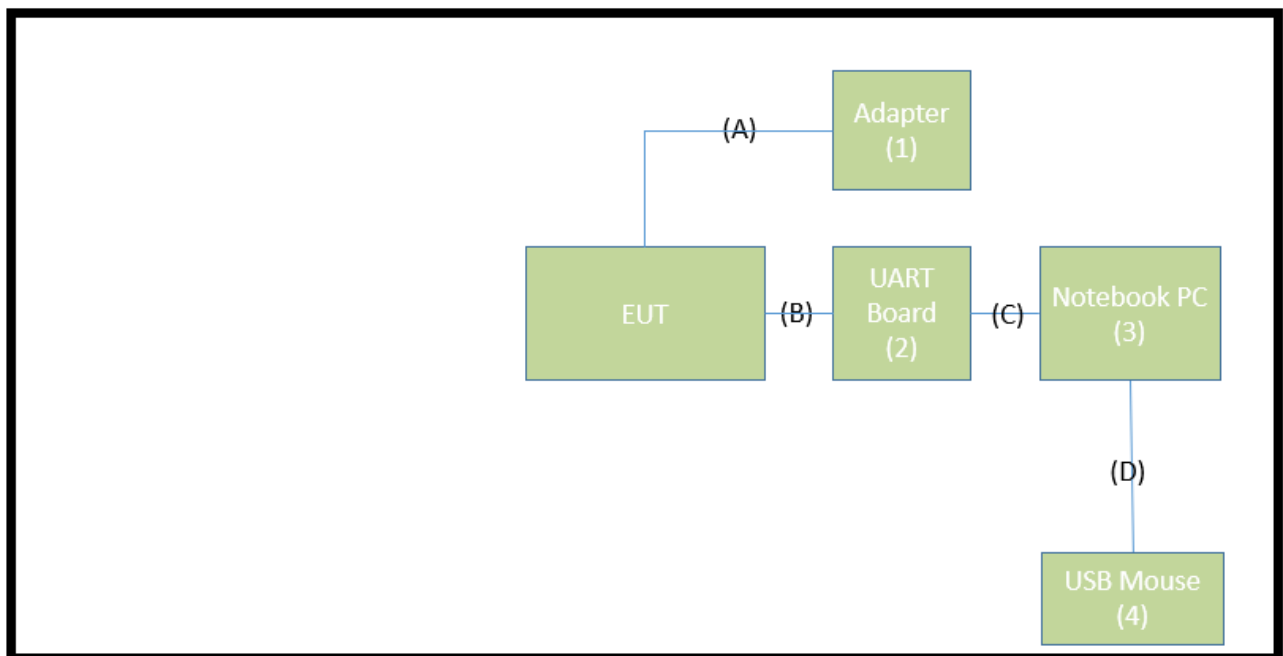 Adapter
(A)
(1)
UART
Board
(2)
EUT
(B)
(C)
Notebook PC
(3)
(D)
USB Mouse
(4)